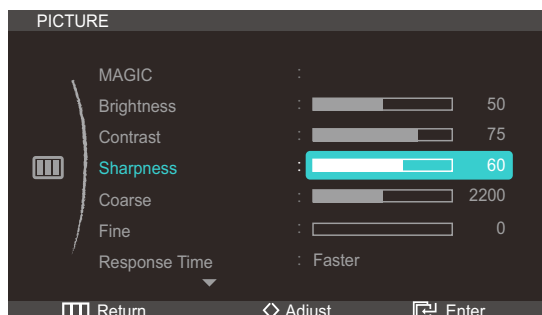 PICTURE
MAGIC :
Brightness : 50
Contrast : 75
Sharpness : 60
Coarse : 2200
Fine : 0
Response Time : Faster
Return Adjust Enter